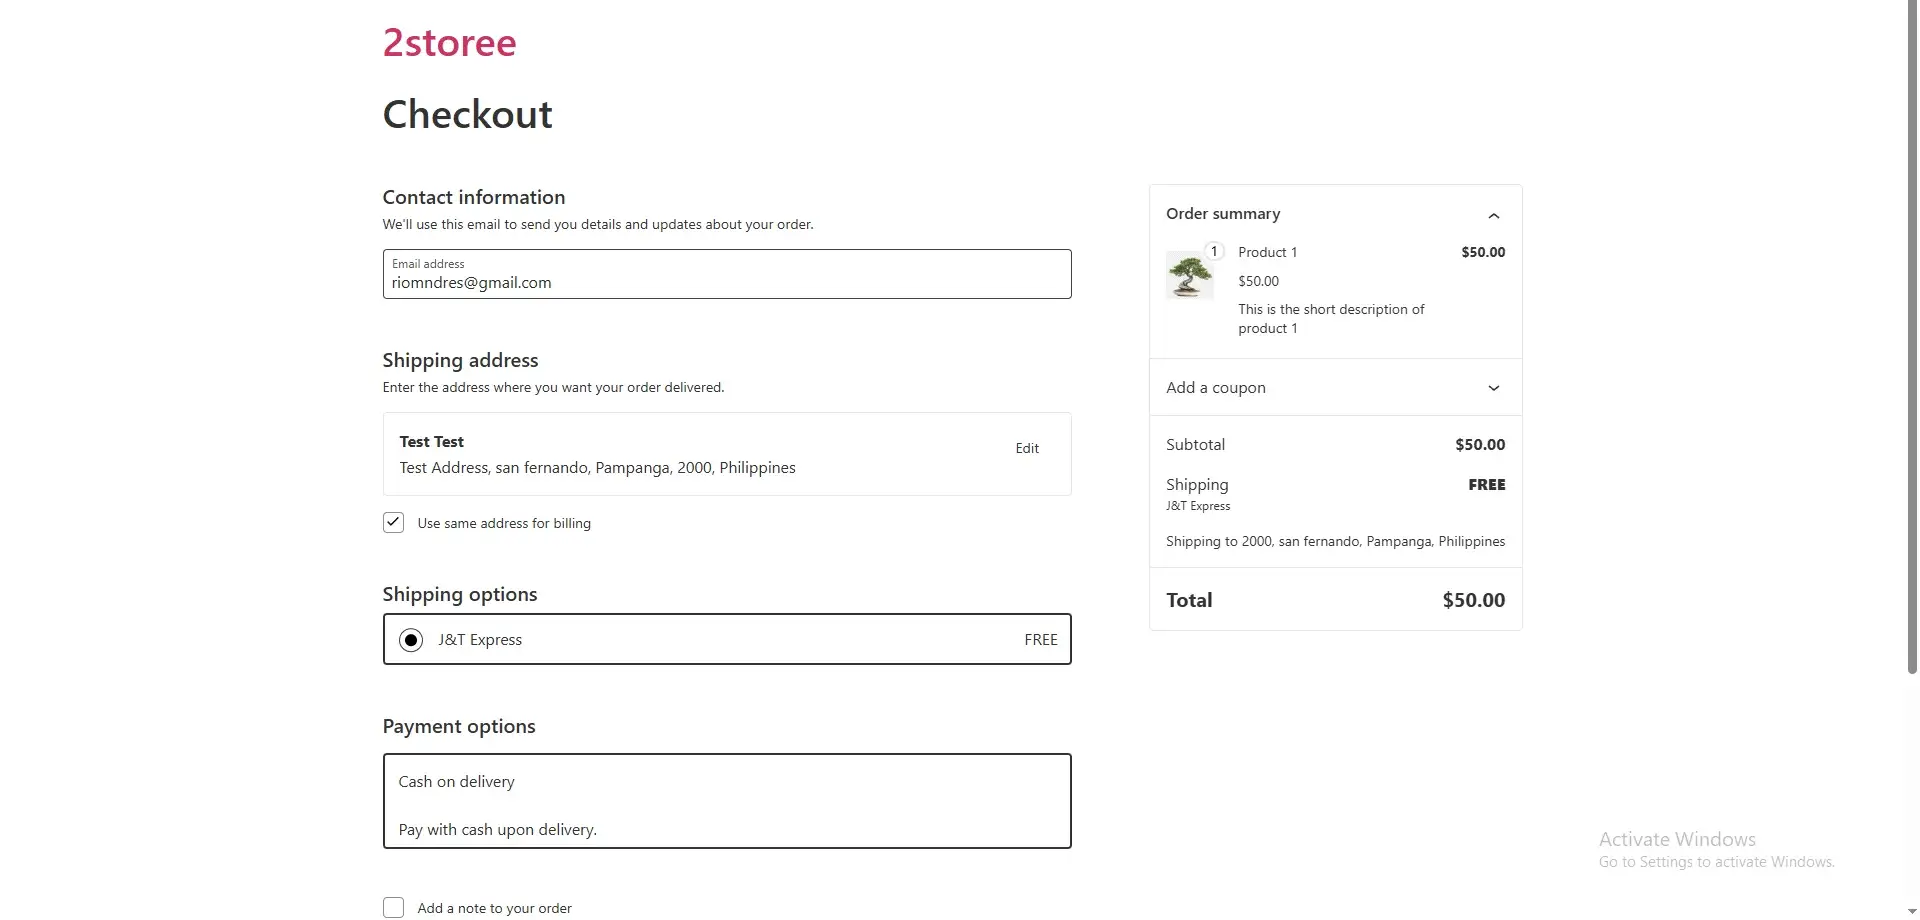 2storee
Checkout
Contact information
We'll use this email to send you details and updates about your order.
Email address
riomndres@gmail.com
Shipping address
Enter the address where you want your order delivered.
Test Test
Edit
Test Address, san fernando, Pampanga, 2000, Philippines
Use same address for billing
Shipping options
J&T Express FREE
Payment options
Cash on delivery
Pay with cash upon delivery.
Add a note to your order
Order summary
1 Product 1 $50.00
$50.00
This is the short description of
product 1
Add a coupon
Subtotal $50.00
Shipping FREE
J&T Express
Shipping to 2000, san fernando, Pampanga, Philippines
Total $50.00
Activate Windows
Go to Settings to activate Windows.